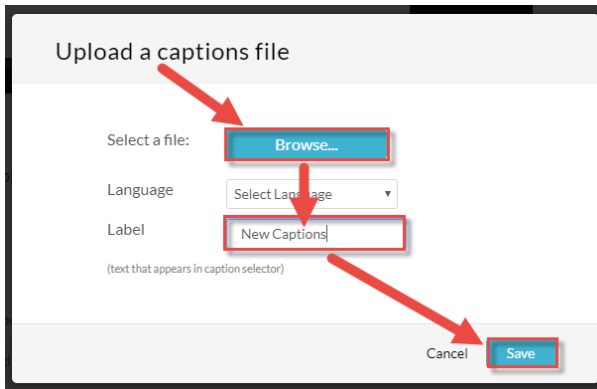 Upload a captions file
Select a file: Browse...
Language Select Language
Label New Captions
(text that appears in caption selector)
Cancel Save